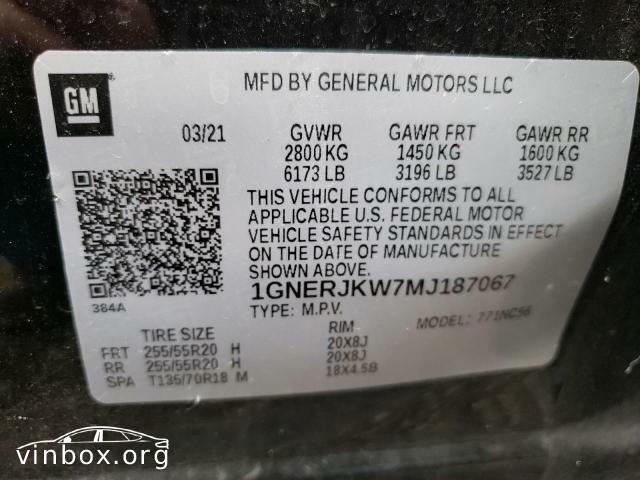 GM
MFD BY GENERAL MOTORS LLC
03/21 GVWR GAWR FRT GAWR RR
2800 KG 1450 KG 1600 KG
6173 LB 3196 LB 3527 LB
THIS VEHICLE CONFORMS TO ALL
APPLICABLE U.S. FEDERAL MOTOR
VEHICLE SAFETY STANDARDS IN EFFECT
ON THE DATE OF MANUFACTURE
SHOWN ABOVE.
384A
1GNERJKW7MJ187067
TYPE: M.P.V. MODEL: 771NC56
TIRE SIZE RIM
FRT 255/55R20 H 20X8J
RR 255/55R20 H 20X8J
SPA T135/70R18 M 18X4.5B
vinbox.org